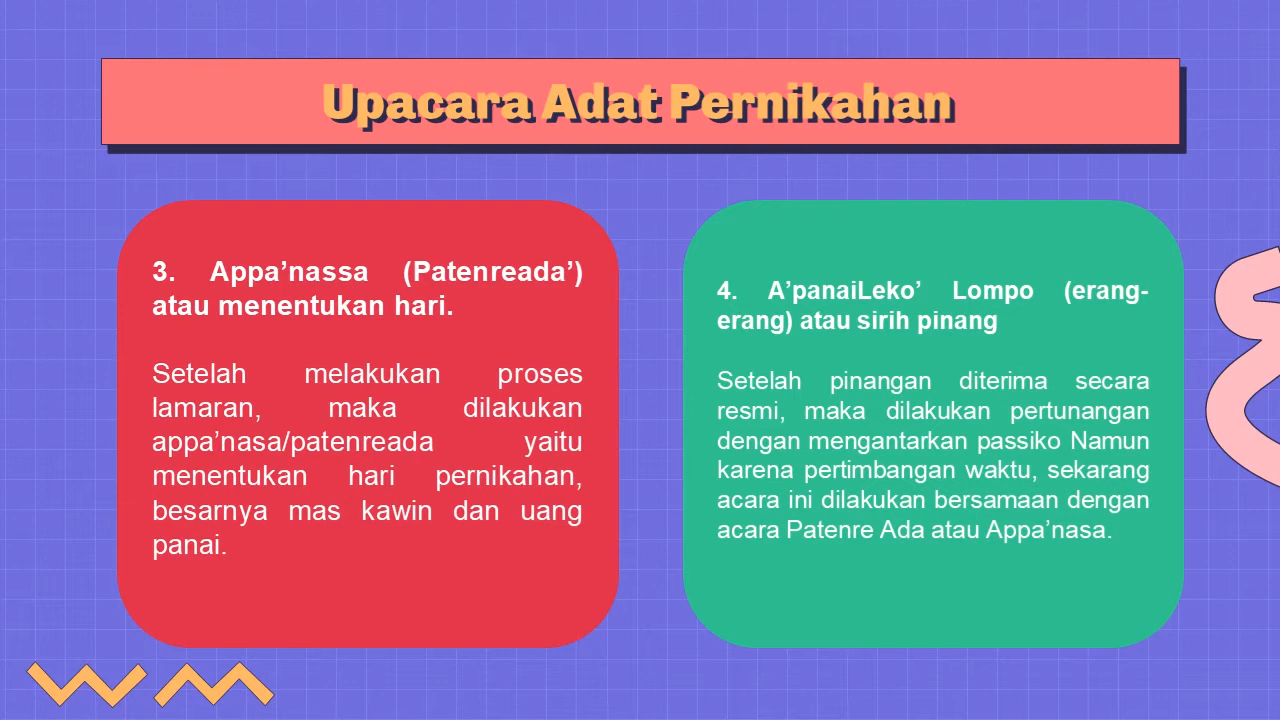 Upacara Adat Pernikahan
3. Appa’nassa (Patenreada’)
atau menentukan hari.
Setelah melakukan proses
lamaran, maka dilakukan
appa’nasa/patenreada yaitu
menentukan hari pernikahan,
besarnya mas kawin dan uang
panai.
4. A’panaiLeko’ Lompo (erang-
erang) atau sirih pinang
Setelah pinangan diterima secara
resmi, maka dilakukan pertunangan
dengan mengantarkan passiko Namun
karena pertimbangan waktu, sekarang
acara ini dilakukan bersamaan dengan
acara Patenre Ada atau Appa’nasa.